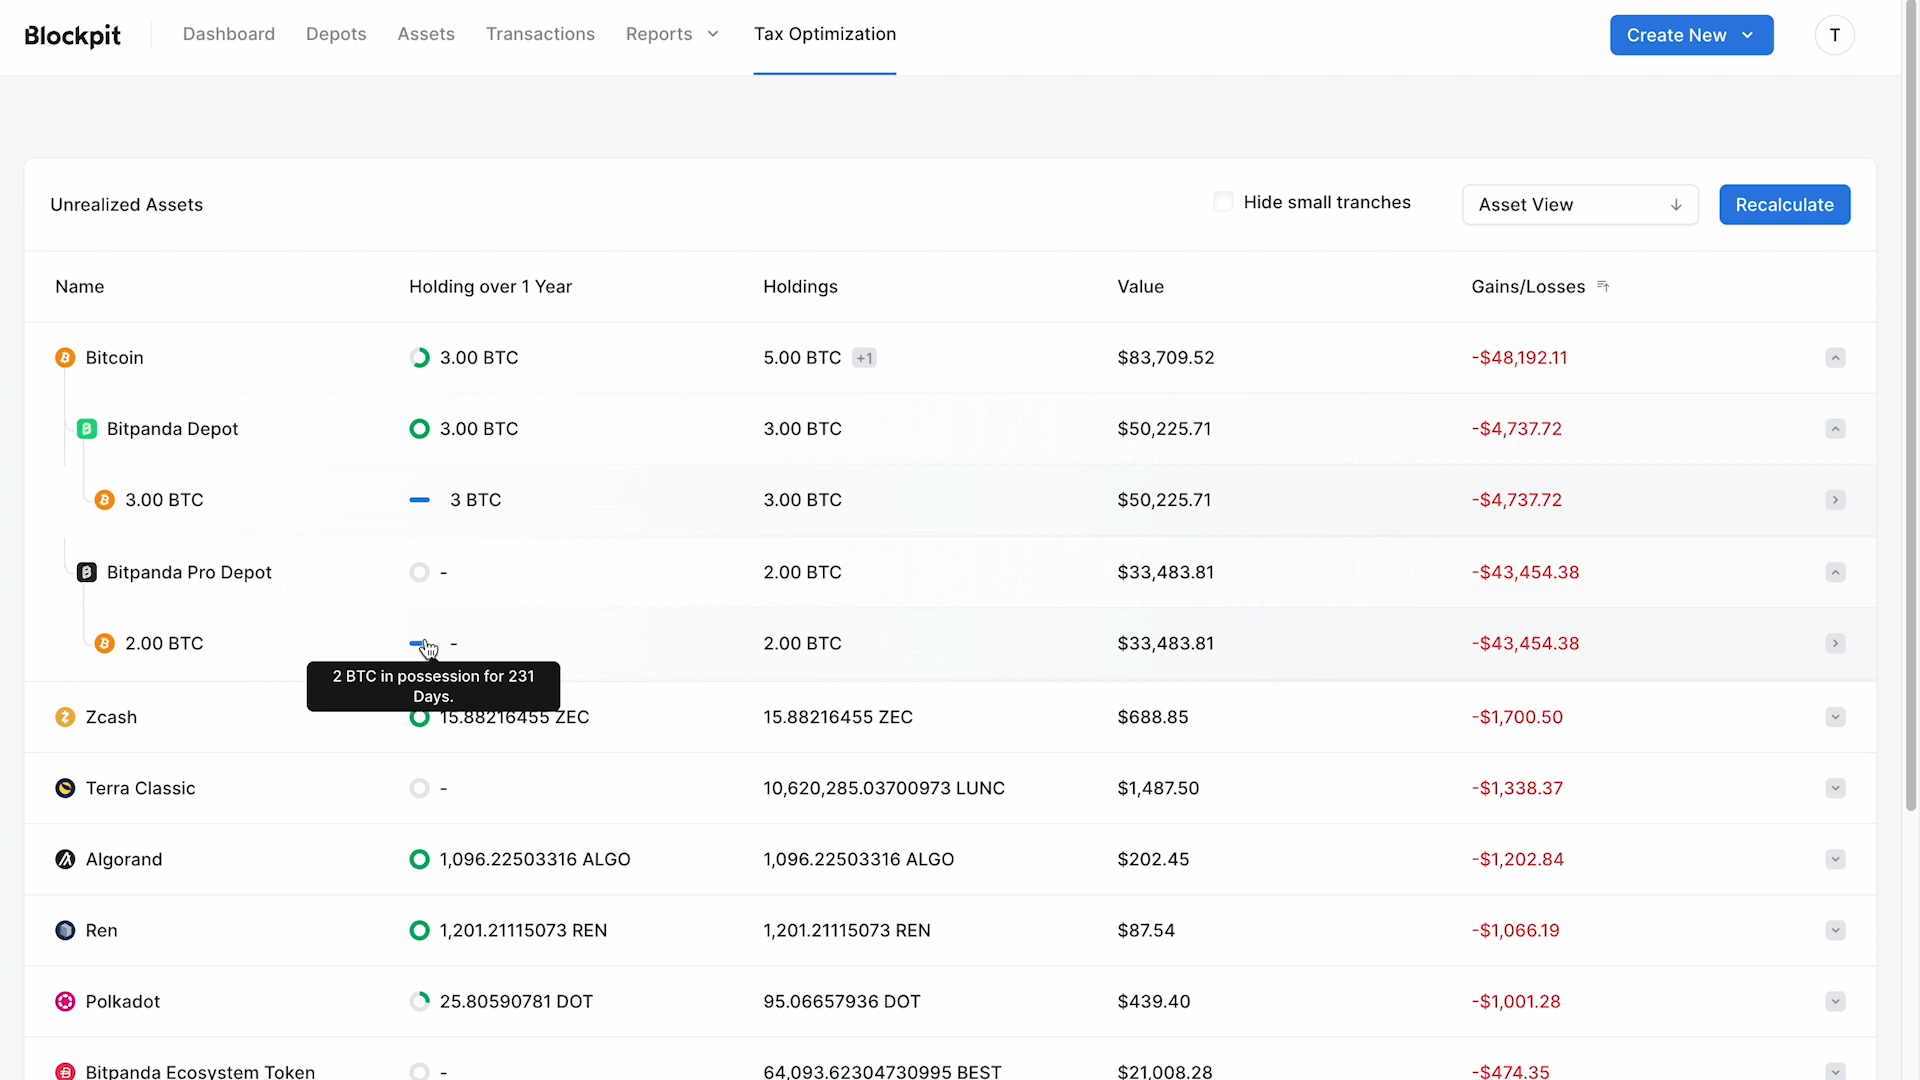 Blockpit
Dashboard Depots Assets Transactions Reports Tax Optimization Create New T
Unrealized Assets Hide small tranches Asset View Recalculate
Name Holding over 1 Year Holdings Value Gains/Losses
Bitcoin 3.00 BTC 5.00 BTC +1 $83,709.52 -$48,192.11
Bitpanda Depot 3.00 BTC 3.00 BTC $50,225.71 -$4,737.72
3.00 BTC 3 BTC 3.00 BTC $50,225.71 -$4,737.72
Bitpanda Pro Depot - 2.00 BTC $33,483.81 -$43,454.38
2.00 BTC - 2.00 BTC $33,483.81 -$43,454.38
2 BTC in possession for 231
Days.
Zcash 15.88216455 ZEC 15.88216455 ZEC $688.85 -$1,700.50
Terra Classic - 10,620,285.03700973 LUNC $1,487.50 -$1,338.37
Algorand 1,096.22503316 ALGO 1,096.22503316 ALGO $202.45 -$1,202.84
Ren 1,201.21115073 REN 1,201.21115073 REN $87.54 -$1,066.19
Polkadot 25.80590781 DOT 95.06657936 DOT $439.40 -$1,001.28
Bitpanda Ecosystem Token - 64,093.62304730995 BEST $21,008.28 -$474.35